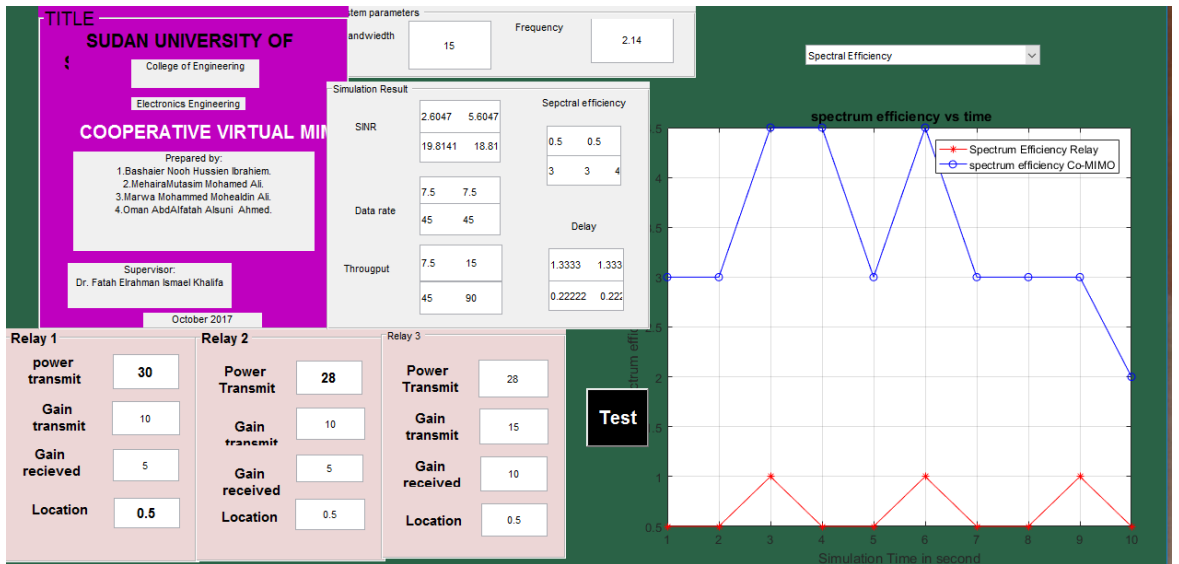 TITLE
SUDAN UNIVERSITY OF
College of Engineering
Electronics Engineering
COOPERATIVE VIRTUAL MIM
Prepared by:
1.Bashaier Nooh Hussien Ibrahiem.
2.MehairaMutasim Mohamed Ali.
3.Marwa Mohammed Mohealdin Ali.
4.Oman AbdAlfatah Alsuni Ahmed.
Supervisor:
Dr. Fatah Elrahman Ismael Khalifa
October 2017
stem parameters
andwiedth
15
Frequency
2.14
Simulation Result
SINR
2.6047 5.6047
19.8141 18.81
Data rate
7.5 7.5
45 45
Througput
7.5 15
45 90
Sepctral efficiency
0.5 0.5
3 3 4
Delay
1.3333 1.333
0.22222 0.222
Relay 1
power
transmit
30
Gain
transmit
10
Gain
recieved
5
Location
0.5
Relay 2
Power
Transmit
28
Gain
transmit
10
Gain
received
5
Location
0.5
Relay 3
Power
Transmit
28
Gain
transmit
15
Gain
received
10
Location
0.5
Test
Spectral Efficiency
spectrum efficiency vs time
Spectrum Efficiency Relay
spectrum efficiency Co-MIMO
.5
4
.5
3
.5
2
.5
1
0.5
trum effic
1 2 3 4 5 6 7 8 9 10
Simulation Time in second